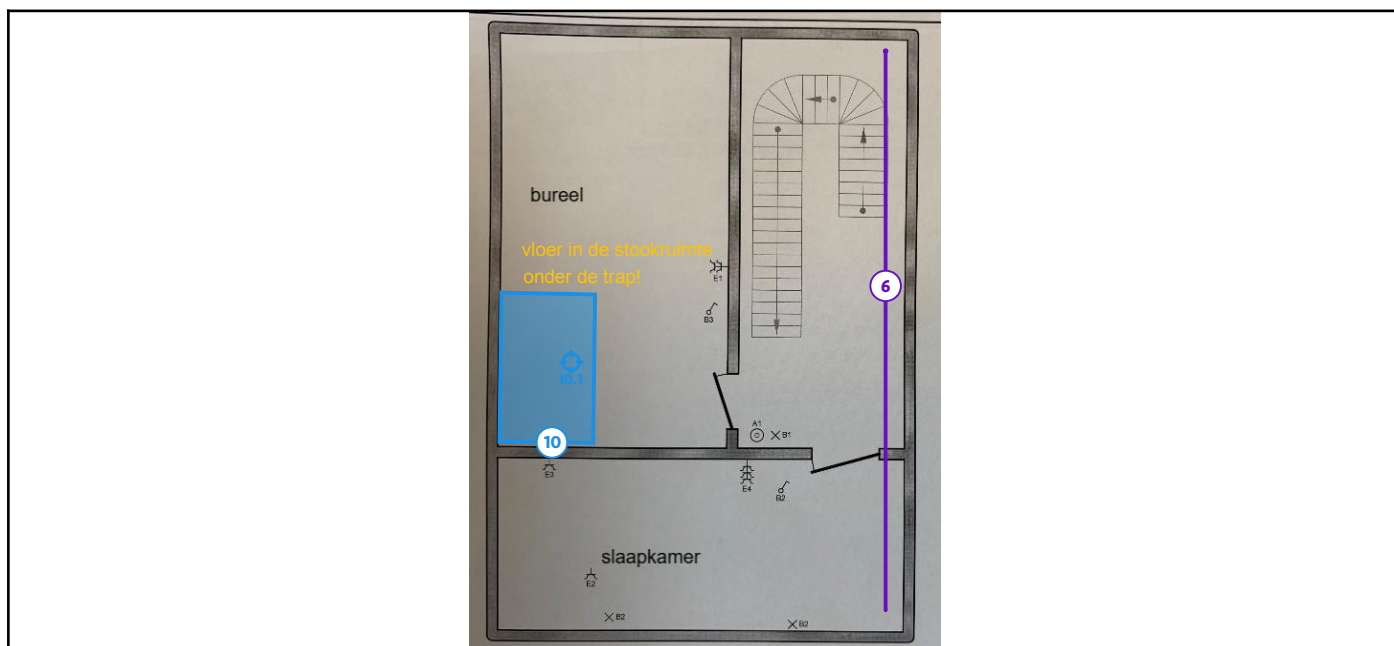 bureel
vloer in de stookruimte
onder de trap!
E1
6
B3
10.1
A1
B1
10
E3
E4
B2
slaapkamer
E2
B2
B2